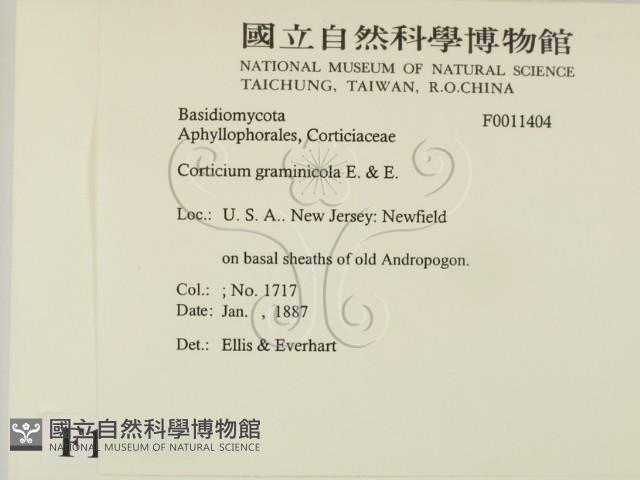 國立自然科學博物館
NATIONAL MUSEUM OF NATURAL SCIENCE
TAICHUNG, TAIWAN, R.O.CHINA
Basidiomycota F0011404
Aphyllophorales, Corticiaceae
Corticium graminicola E. & E.
Loc.: U. S. A.. New Jersey: Newfield
on basal sheaths of old Andropogon.
Col.: ; No. 1717
Date: Jan. , 1887
Det.: Ellis & Everhart
國立自然科學博物館
NATIONAL MUSEUM OF NATURAL SCIENCE